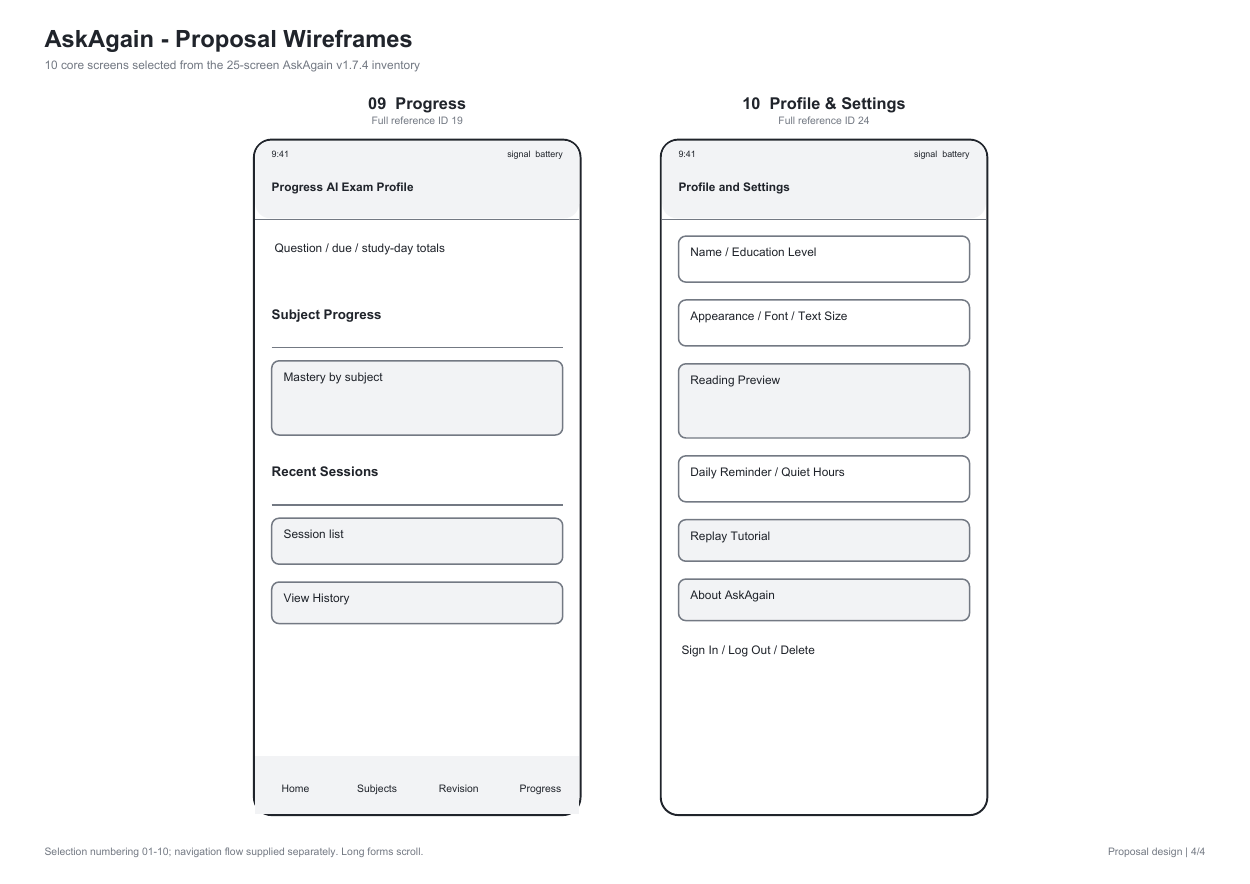 AskAgain - Proposal Wireframes
10 core screens selected from the 25-screen AskAgain v1.7.4 inventory
09 Progress
Full reference ID 19
9:41 signal battery
Progress AI Exam Profile
Question / due / study-day totals
Subject Progress
Mastery by subject
Recent Sessions
Session list
View History
Home Subjects Revision Progress
10 Profile & Settings
Full reference ID 24
9:41 signal battery
Profile and Settings
Name / Education Level
Appearance / Font / Text Size
Reading Preview
Daily Reminder / Quiet Hours
Replay Tutorial
About AskAgain
Sign In / Log Out / Delete
Selection numbering 01-10; navigation flow supplied separately. Long forms scroll.
Proposal design | 4/4